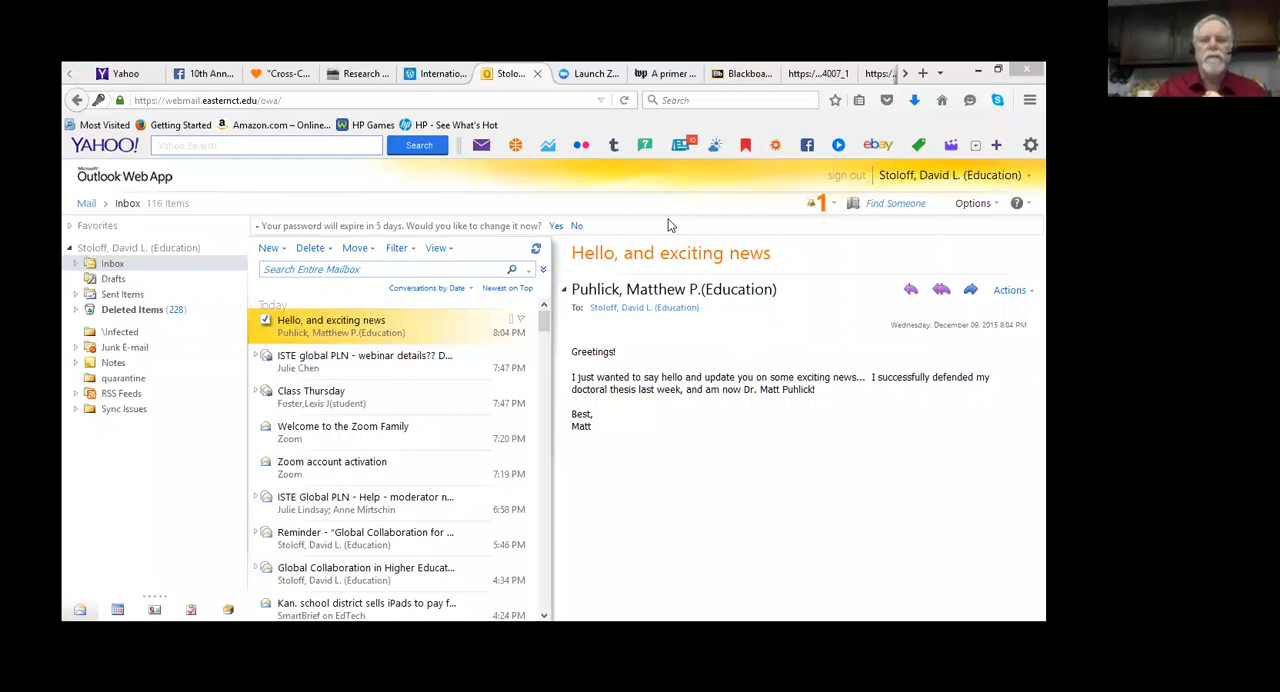 Yahoo
10th Ann...
"Cross-C...
Research ...
Internatio...
Stolo...
Launch Z...
A primer ...
Blackboa...
https:/...4007_1
https:/
https://webmail.easternct.edu/owa/
Search
Most Visited
Getting Started
Amazon.com – Online...
HP Games
HP - See What's Hot
YAHOO!
Yahoo Search
Search
ebay
Microsoft
Outlook Web App
sign out
Stoloff, David L. (Education)
Mail > Inbox 116 Items
1
Find Someone
Options
Favorites
- Your password will expire in 5 days. Would you like to change it now? Yes No
Stoloff, David L. (Education)
Inbox
Drafts
Sent Items
Deleted Items (228)
\Infected
Junk E-mail
Notes
quarantine
RSS Feeds
Sync Issues
New
Delete
Move
Filter
View
Search Entire Mailbox
Conversations by Date
Newest on Top
Today
Hello, and exciting news
Puhlick, Matthew P.(Education) 8:04 PM
ISTE global PLN - webinar details?? D...
Julie Chen 7:47 PM
Class Thursday
Foster,Lexis J(student) 7:47 PM
Welcome to the Zoom Family
Zoom 7:20 PM
Zoom account activation
Zoom 7:19 PM
ISTE Global PLN - Help - moderator n...
Julie Lindsay; Anne Mirtschin 6:58 PM
Reminder - "Global Collaboration for ...
Stoloff, David L. (Education) 5:46 PM
Global Collaboration in Higher Educat...
Stoloff, David L. (Education) 4:34 PM
Kan. school district sells iPads to pay f...
SmartBrief on EdTech 4:24 PM
Hello, and exciting news
Puhlick, Matthew P.(Education)
Actions
To: Stoloff, David L. (Education)
Wednesday, December 09, 2015 8:04 PM
Greetings!
I just wanted to say hello and update you on some exciting news... I successfully defended my
doctoral thesis last week, and am now Dr. Matt Puhlick!
Best,
Matt